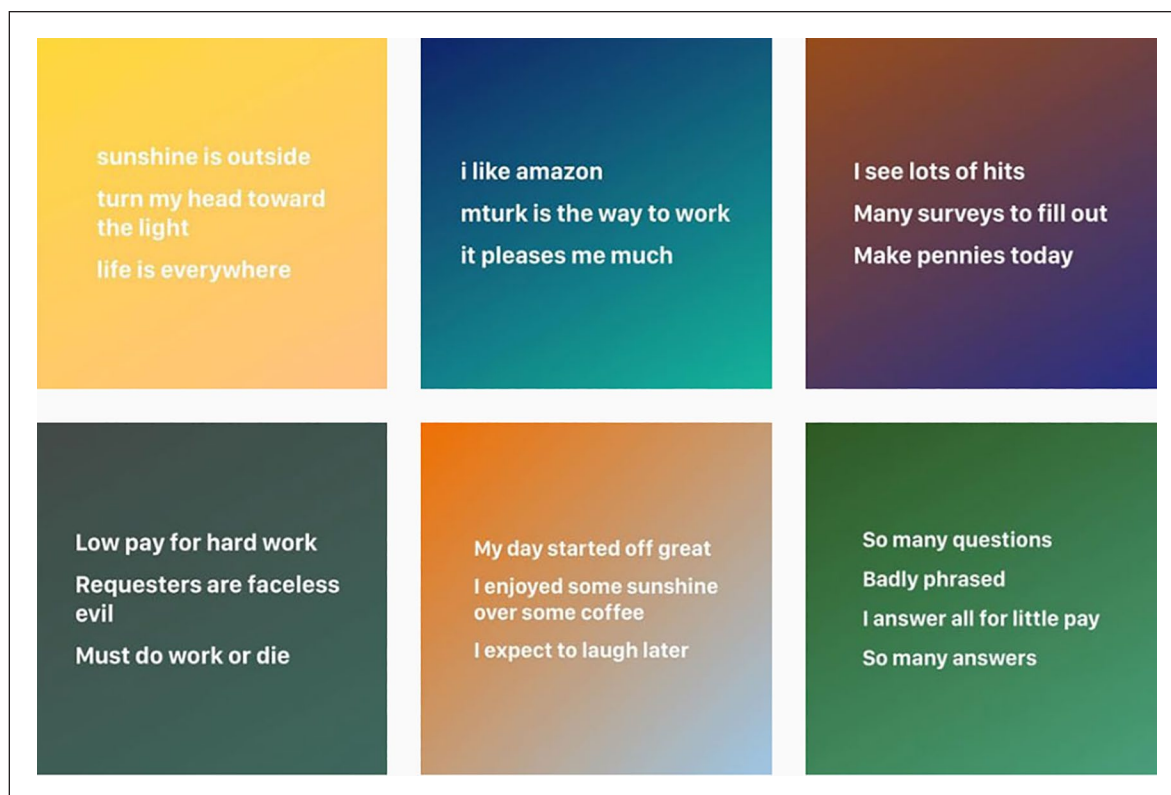 sunshine is outside
turn my head toward
the light
life is everywhere
i like amazon
mturk is the way to work
it pleases me much
I see lots of hits
Many surveys to fill out
Make pennies today
Low pay for hard work
Requesters are faceless
evil
Must do work or die
My day started off great
I enjoyed some sunshine
over some coffee
I expect to laugh later
So many questions
Badly phrased
I answer all for little pay
So many answers